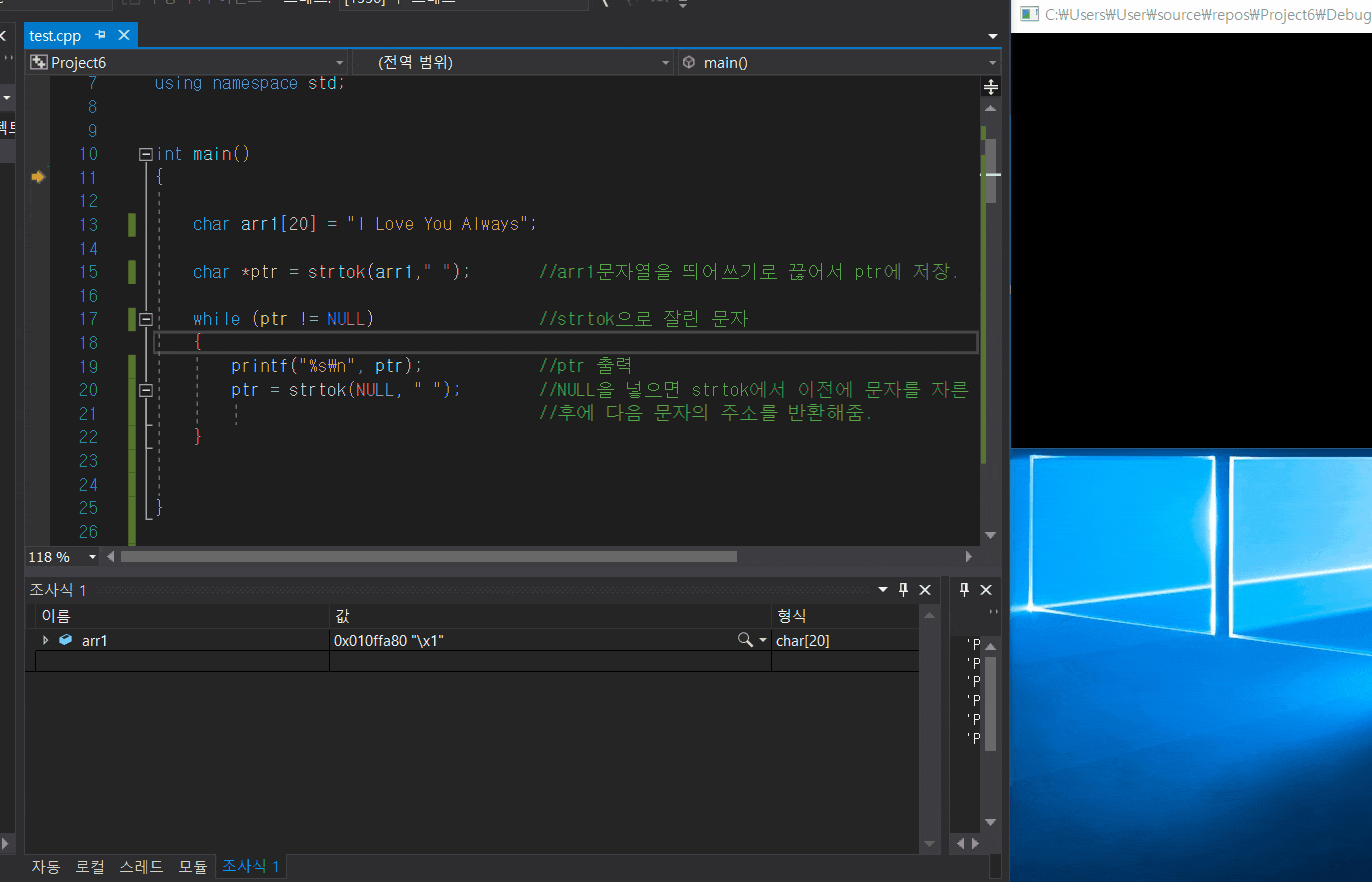 C:\Users\User\source\repos\Project6\Debug
test.cpp
Project6
(전역 범위)
main()
7 using namespace std;
8
9
10 int main()
11 {
12
13 char arr1[20] = "I Love You Always";
14
15 char *ptr = strtok(arr1," "); //arr1문자열을 띄어쓰기로 끊어서 ptr에 저장.
16
17 while (ptr != NULL) //strtok으로 잘린 문자
18 {
19 printf("%s₩n", ptr); //ptr 출력
20 ptr = strtok(NULL, " "); //NULL을 넣으면 strtok에서 이전에 문자를 자른
21 //후에 다음 문자의 주소를 반환해줌.
22 }
23
24
25 }
26
118 %
조사식 1
이름 값 형식
arr1 0x010ffa80 "\x1" char[20]
'P
'P
'P
'P
'P
'P
자동 로컬 스레드 모듈 조사식 1